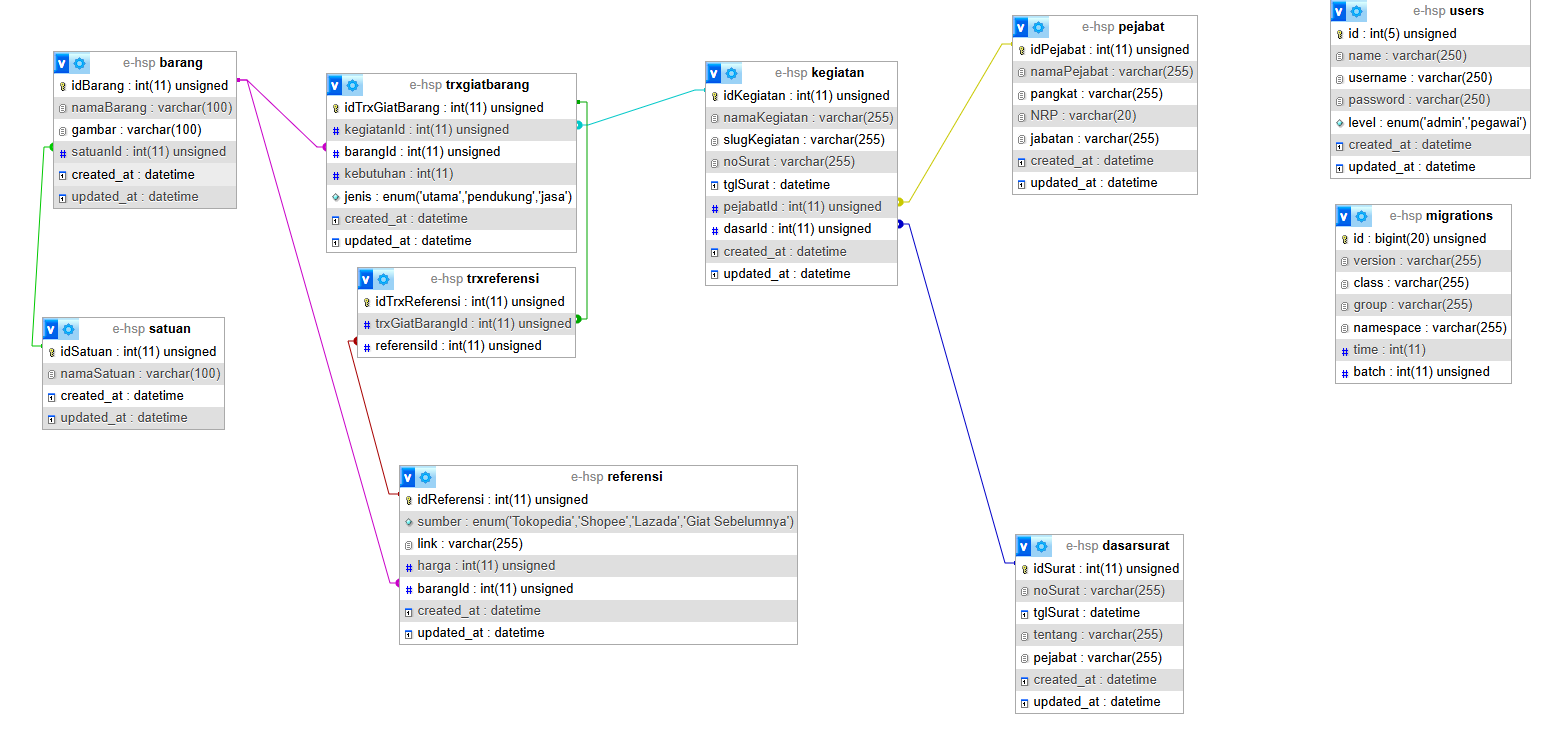 e-hsp barang
idBarang : int(11) unsigned
namaBarang : varchar(100)
gambar : varchar(100)
satuanId : int(11) unsigned
created_at : datetime
updated_at : datetime
e-hsp satuan
idSatuan : int(11) unsigned
namaSatuan : varchar(100)
created_at : datetime
updated_at : datetime
e-hsp trxgiatbarang
idTrxGiatBarang : int(11) unsigned
kegiatanId : int(11) unsigned
barangId : int(11) unsigned
kebutuhan : int(11)
jenis : enum('utama','pendukung','jasa')
created_at : datetime
updated_at : datetime
e-hsp trxreferensi
idTrxReferensi : int(11) unsigned
trxGiatBarangId : int(11) unsigned
referensiId : int(11) unsigned
e-hsp referensi
idReferensi : int(11) unsigned
sumber : enum('Tokopedia','Shopee','Lazada','Giat Sebelumnya')
link : varchar(255)
harga : int(11) unsigned
barangId : int(11) unsigned
created_at : datetime
updated_at : datetime
e-hsp kegiatan
idKegiatan : int(11) unsigned
namaKegiatan : varchar(255)
slugKegiatan : varchar(255)
noSurat : varchar(255)
tglSurat : datetime
pejabatId : int(11) unsigned
dasarId : int(11) unsigned
created_at : datetime
updated_at : datetime
e-hsp pejabat
idPejabat : int(11) unsigned
namaPejabat : varchar(255)
pangkat : varchar(255)
NRP : varchar(20)
jabatan : varchar(255)
created_at : datetime
updated_at : datetime
e-hsp dasarsurat
idSurat : int(11) unsigned
noSurat : varchar(255)
tglSurat : datetime
tentang : varchar(255)
pejabat : varchar(255)
created_at : datetime
updated_at : datetime
e-hsp users
id : int(5) unsigned
name : varchar(250)
username : varchar(250)
password : varchar(250)
level : enum('admin','pegawai')
created_at : datetime
updated_at : datetime
e-hsp migrations
id : bigint(20) unsigned
version : varchar(255)
class : varchar(255)
group : varchar(255)
namespace : varchar(255)
time : int(11)
batch : int(11) unsigned